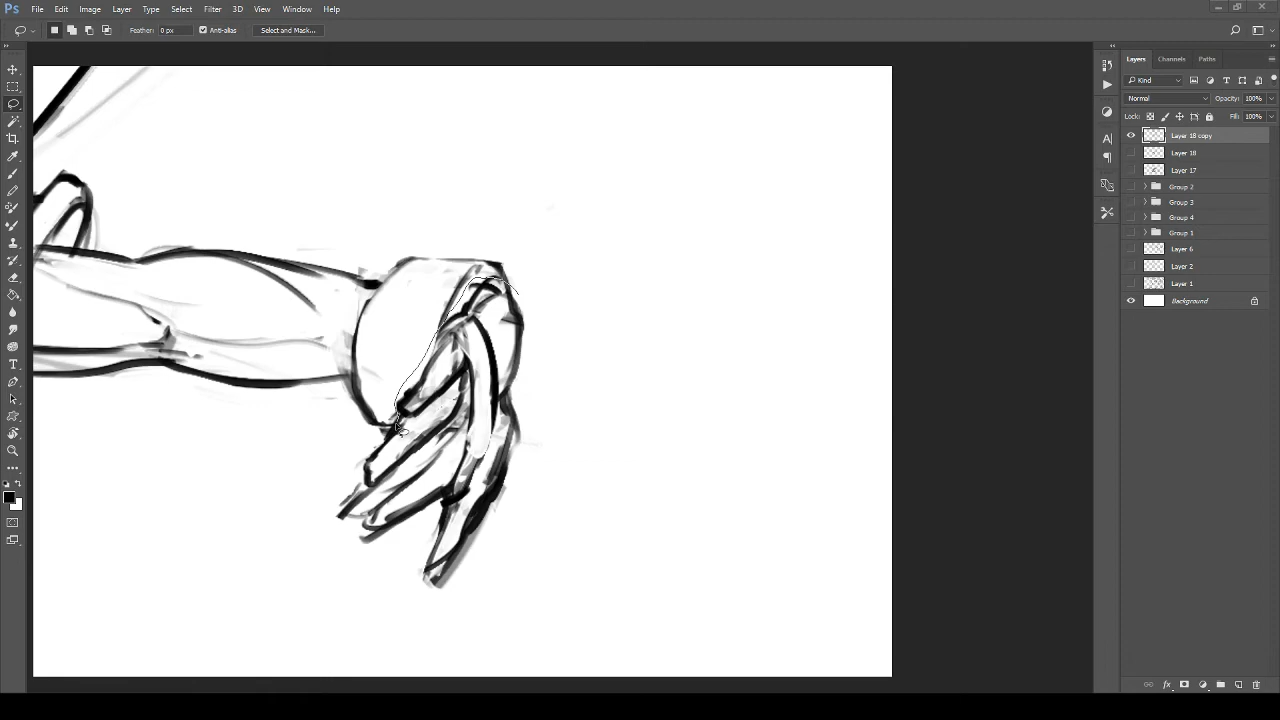 Ps File Edit Image Layer Type Select Filter 3D View Window Help
Feather: 0 px Anti-alias Select and Mask...
Layers Channels Paths
Kind
Normal Opacity: 100%
Lock: Fill: 100%
Layer 18 copy
Layer 18
Layer 17
Group 2
Group 3
Group 4
Group 1
Layer 6
Layer 2
Layer 1
Background